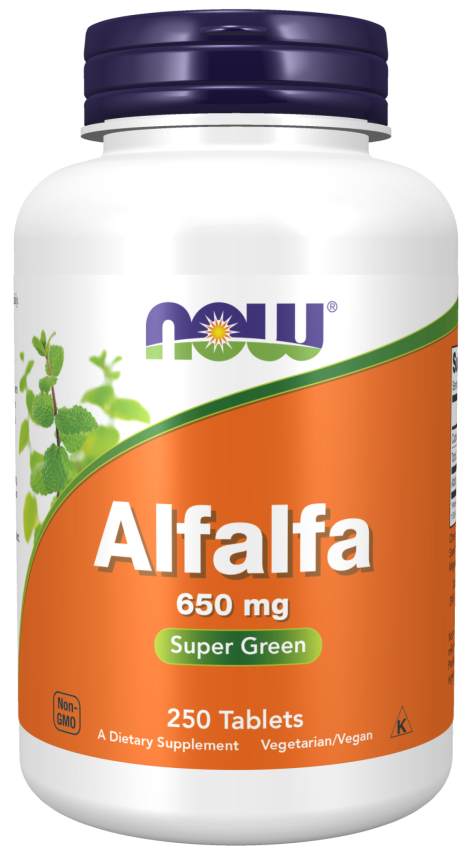 now®
Alfalfa
650 mg
Super Green
Non-
GMO
250 Tablets
A Dietary Supplement Vegetarian/Vegan
K